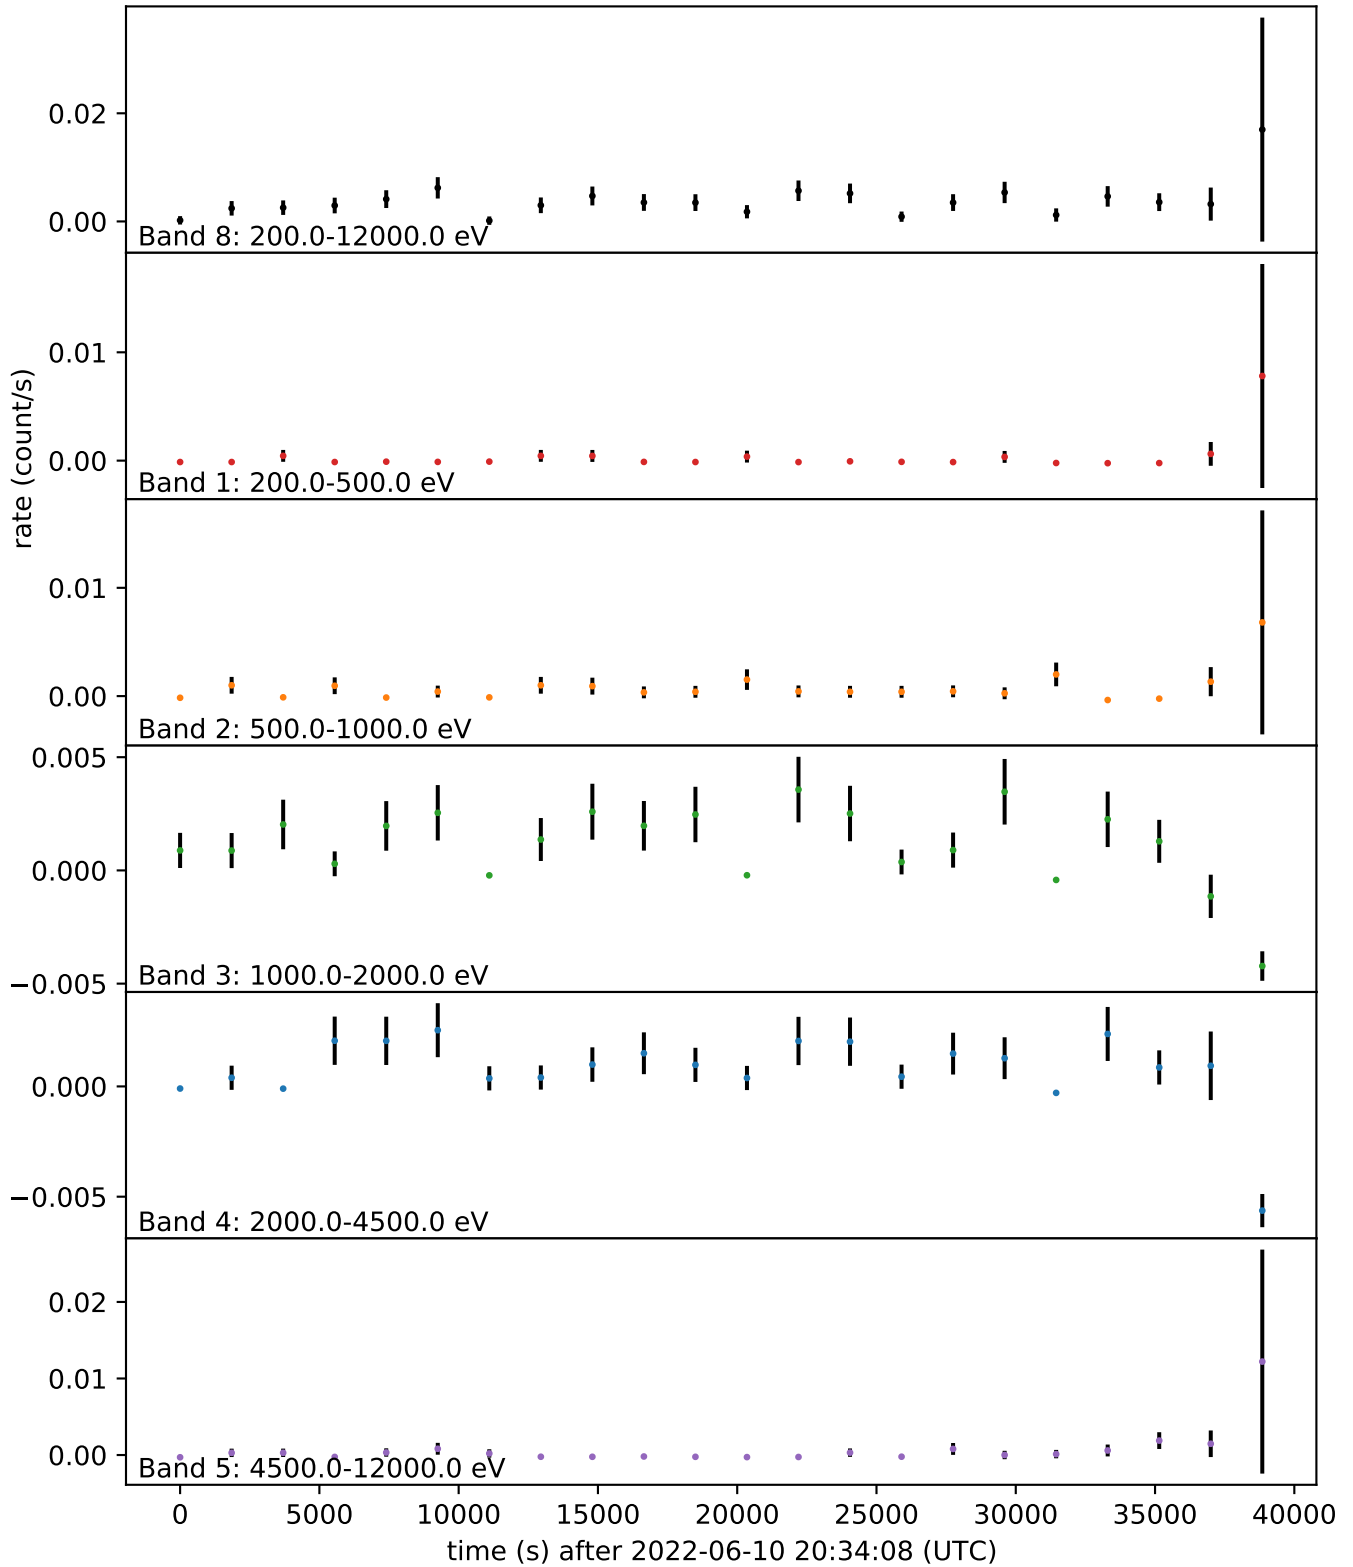 0.02
0.00
Band 8: 200.0-12000.0 eV
0.01
0.00
Band 1: 200.0-500.0 eV
rate (count/s)
0.01
0.00
Band 2: 500.0-1000.0 eV
0.005
0.000
−0.005
Band 3: 1000.0-2000.0 eV
0.000
−0.005
Band 4: 2000.0-4500.0 eV
0.02
0.01
0.00
Band 5: 4500.0-12000.0 eV
0 5000 10000 15000 20000 25000 30000 35000 40000
time (s) after 2022-06-10 20:34:08 (UTC)